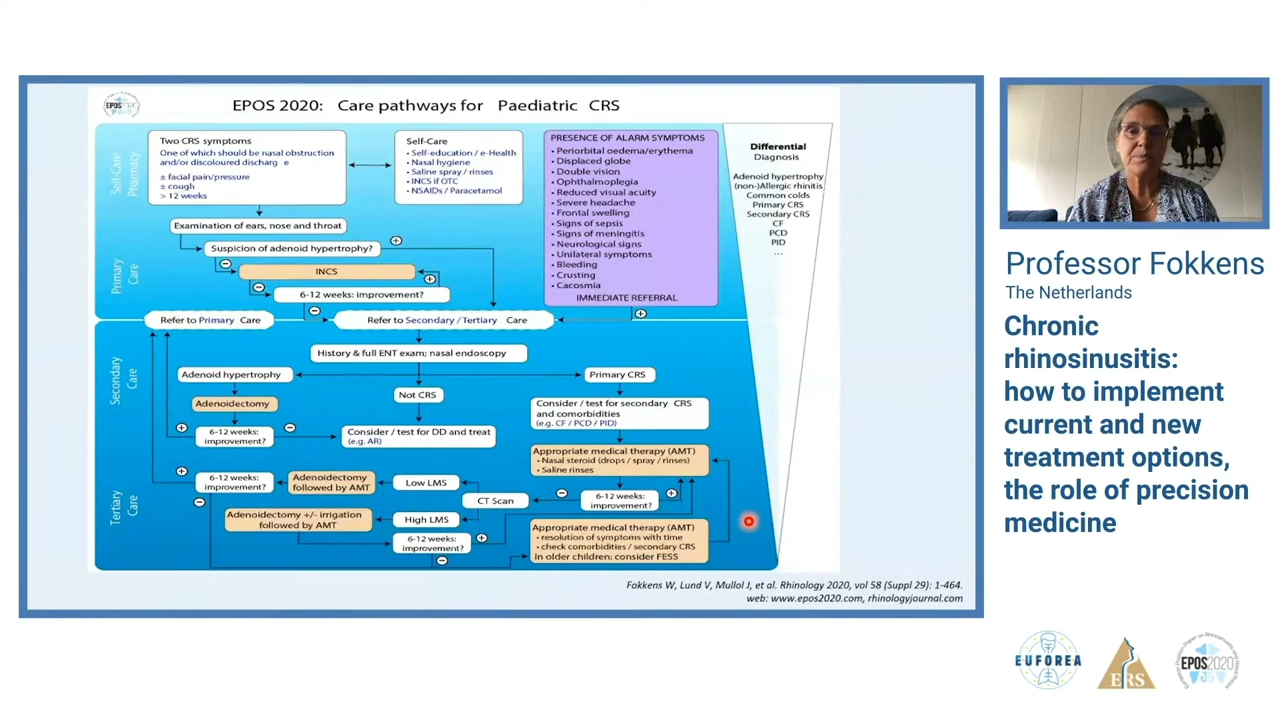 EPOS 2020: Care pathways for Paediatric CRS
Self-Care
Pharmacy
Two CRS symptoms
One of which should be nasal obstruction
and/or discoloured discharg e
± facial pain/pressure
± cough
> 12 weeks
Self-Care
• Self-education / e-Health
• Nasal hygiene
• Saline spray / rinses
• INCS if OTC
• NSAIDs / Paracetamol
PRESENCE OF ALARM SYMPTOMS
• Periorbital oedema/erythema
• Displaced globe
• Double vision
• Ophthalmoplegia
• Reduced visual acuity
• Severe headache
• Frontal swelling
• Signs of sepsis
• Signs of meningitis
• Neurological signs
• Unilateral symptoms
• Bleeding
• Crusting
• Cacosmia
IMMEDIATE REFERRAL
Differential
Diagnosis
Adenoid hypertrophy
(non-)Allergic rhinitis
Common colds
Primary CRS
Secondary CRS
CF
PCD
PID
...
Primary
Care
Examination of ears, nose and throat
Suspicion of adenoid hypertrophy?
+
−
INCS
+
−
6-12 weeks: improvement?
−
+
Refer to Primary Care
Refer to Secondary / Tertiary Care
Secondary
Care
History & full ENT exam; nasal endoscopy
Adenoid hypertrophy
Not CRS
Primary CRS
Adenoidectomy
+
6-12 weeks:
improvement?
−
Consider / test for DD and treat
(e.g. AR)
Consider / test for secondary CRS
and comorbidities
(e.g. CF / PCD / PID)
Appropriate medical therapy (AMT)
• Nasal steroid (drops / spray / rinses)
• Saline rinses
Tertiary
Care
+
6-12 weeks:
improvement?
−
Adenoidectomy
followed by AMT
Low LMS
CT Scan
−
6-12 weeks:
improvement?
+
Adenoidectomy +/- irrigation
followed by AMT
High LMS
6-12 weeks:
improvement?
+
−
Appropriate medical therapy (AMT)
• resolution of symptoms with time
• check comorbidities / secondary CRS
In older children: consider FESS
Fokkens W, Lund V, Mullol J, et al. Rhinology 2020, vol 58 (Suppl 29): 1-464.
web: www.epos2020.com, rhinologyjournal.com
Professor Fokkens
The Netherlands
Chronic
rhinosinusitis:
how to implement
current and new
treatment options,
the role of precision
medicine
EUFOREA
ERS
EPOS2020